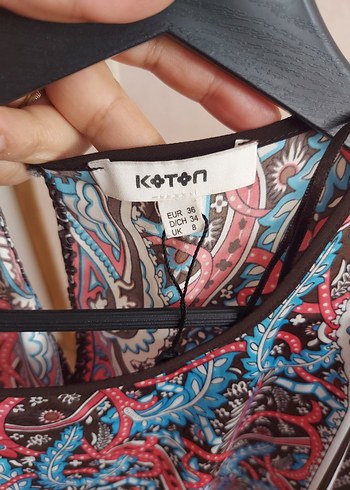 KOTON
EUR 36
D/CH 34
UK 8